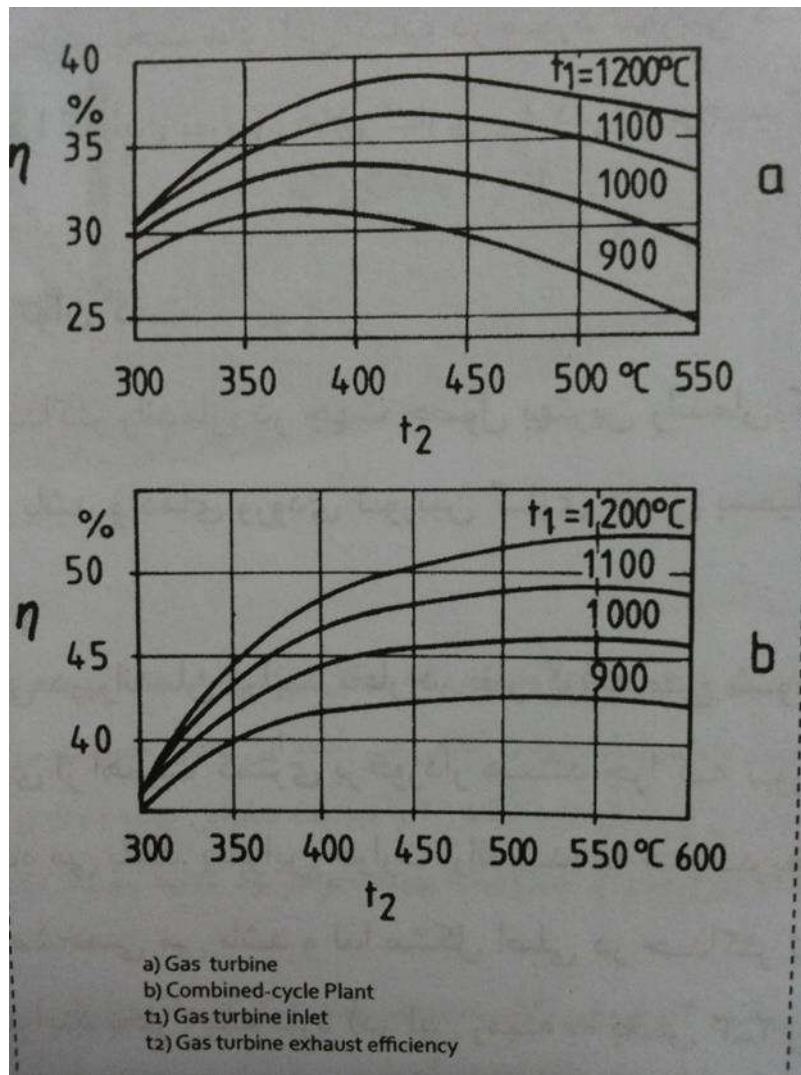 40
t1=1200°C
%
1100
η 35
1000
a
30
900
25
300 350 400 450 500 °C 550
t2
% t1 =1200°C
50 1100
η
1000
45
b
900
40
300 350 400 450 500 550 °C 600
t2
a) Gas turbine
b) Combined-cycle Plant
t1) Gas turbine inlet
t2) Gas turbine exhaust efficiency